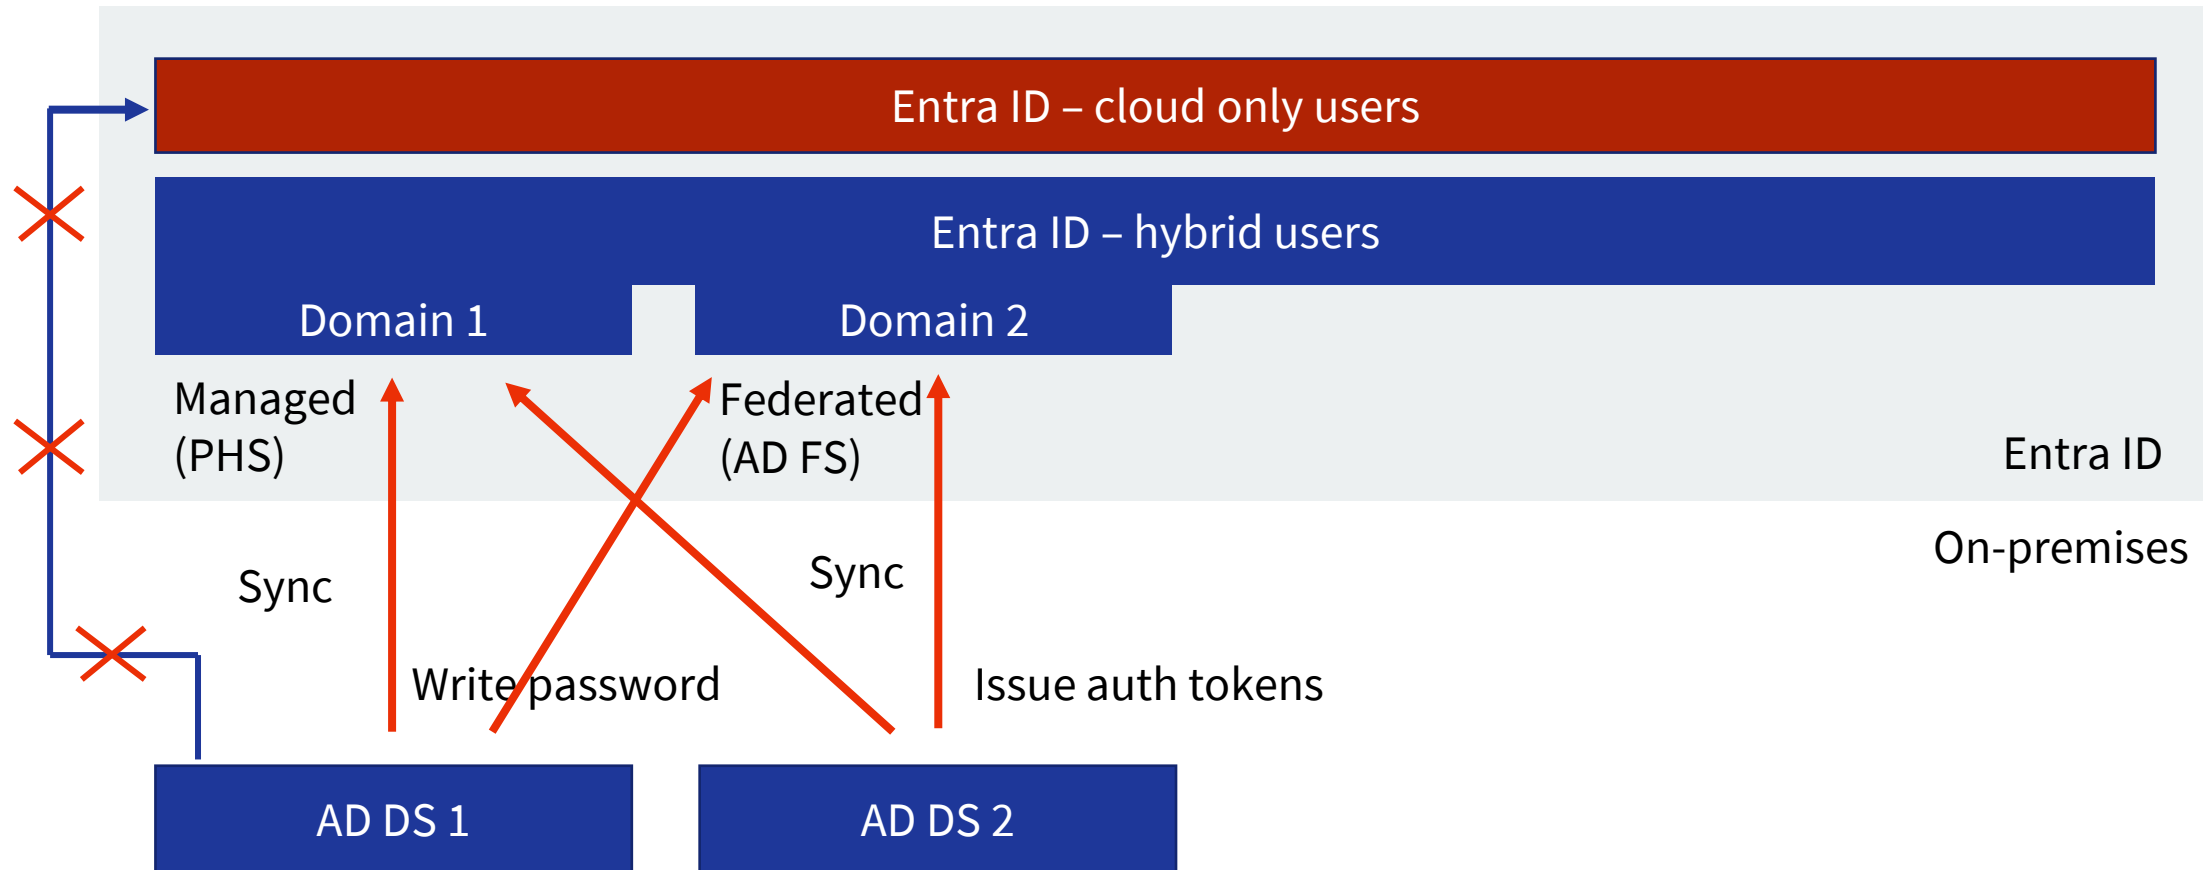 Entra ID – cloud only users
Entra ID – hybrid users
Domain 1
Domain 2
Managed
(PHS)
Federated
(AD FS)
Entra ID
On-premises
Sync
Sync
Write password
Issue auth tokens
AD DS 1
AD DS 2